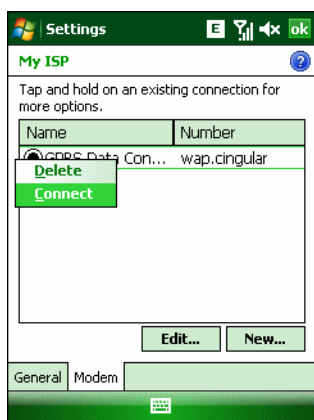 Settings E ok
My ISP ?
Tap and hold on an existing connection for
more options.
Name Number
GPRS Data Con... wap.cingular
Delete
Connect
Edit... New...
General Modem